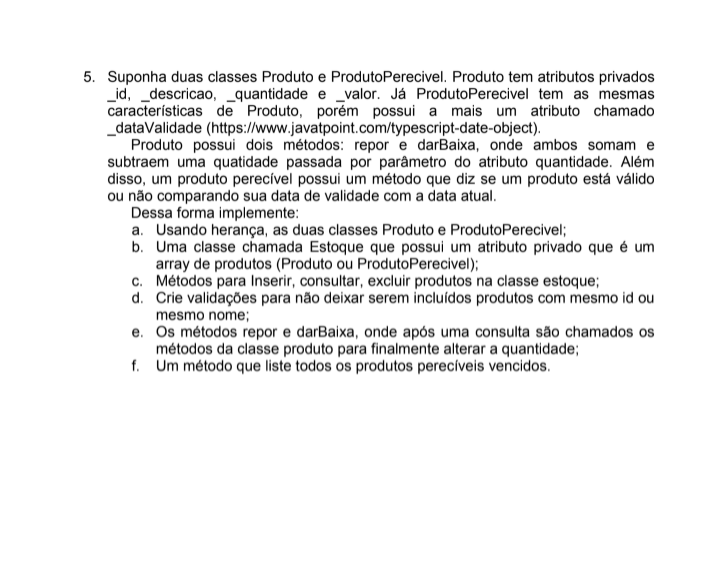 5. Suponha duas classes Produto e ProdutoPerecivel. Produto tem atributos privados
_id, _descricao, _quantidade e _valor. Já ProdutoPerecivel tem as mesmas
características de Produto, porém possui a mais um atributo chamado
_dataValidade (https://www.javatpoint.com/typescript-date-object).
Produto possui dois métodos: repor e darBaixa, onde ambos somam e
subtraem uma quatidade passada por parâmetro do atributo quantidade. Além
disso, um produto perecível possui um método que diz se um produto está válido
ou não comparando sua data de validade com a data atual.
Dessa forma implemente:
a. Usando herança, as duas classes Produto e ProdutoPerecivel;
b. Uma classe chamada Estoque que possui um atributo privado que é um
array de produtos (Produto ou ProdutoPerecivel);
c. Métodos para Inserir, consultar, excluir produtos na classe estoque;
d. Crie validações para não deixar serem incluídos produtos com mesmo id ou
mesmo nome;
e. Os métodos repor e darBaixa, onde após uma consulta são chamados os
métodos da classe produto para finalmente alterar a quantidade;
f. Um método que liste todos os produtos perecíveis vencidos.